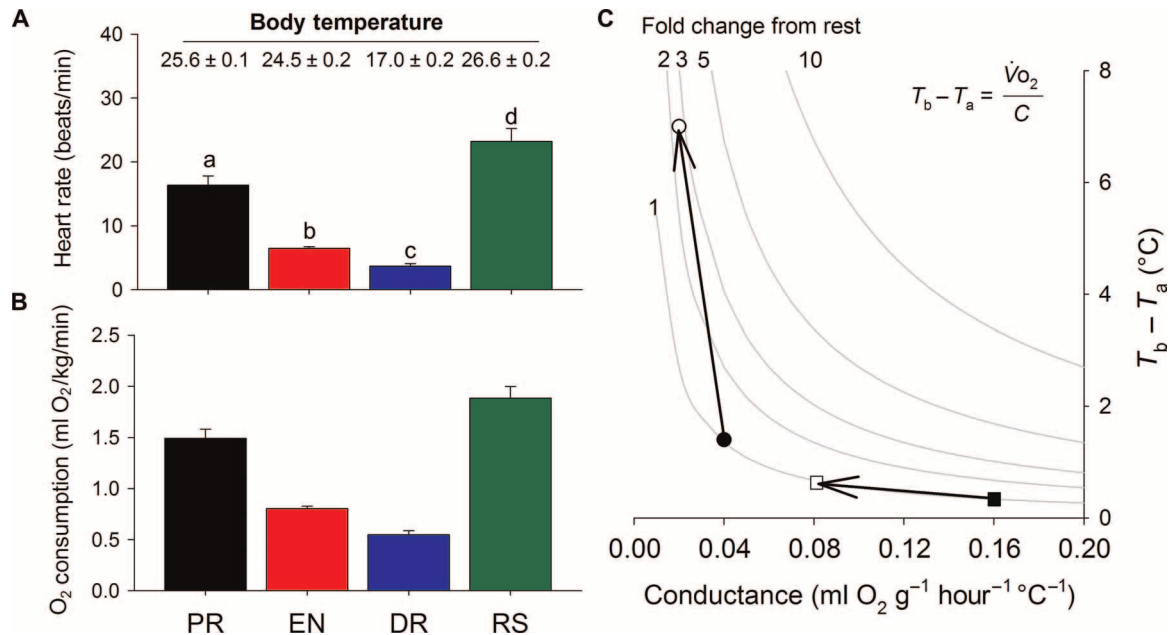 A
Body temperature
25.6 ± 0.1 24.5 ± 0.2 17.0 ± 0.2 26.6 ± 0.2
Heart rate (beats/min)
40
30
20
10
0
a
b
c
d
B
O₂ consumption (ml O₂/kg/min)
2.5
2.0
1.5
1.0
0.5
0.0
PR EN DR RS
C
Fold change from rest
2 3 5 10
1
T_b – T_a = V̇O₂ / C
8
6
4
2
0
T_b – T_a (°C)
0.00 0.04 0.08 0.12 0.16 0.20
Conductance (ml O₂ g⁻¹ hour⁻¹ °C⁻¹)